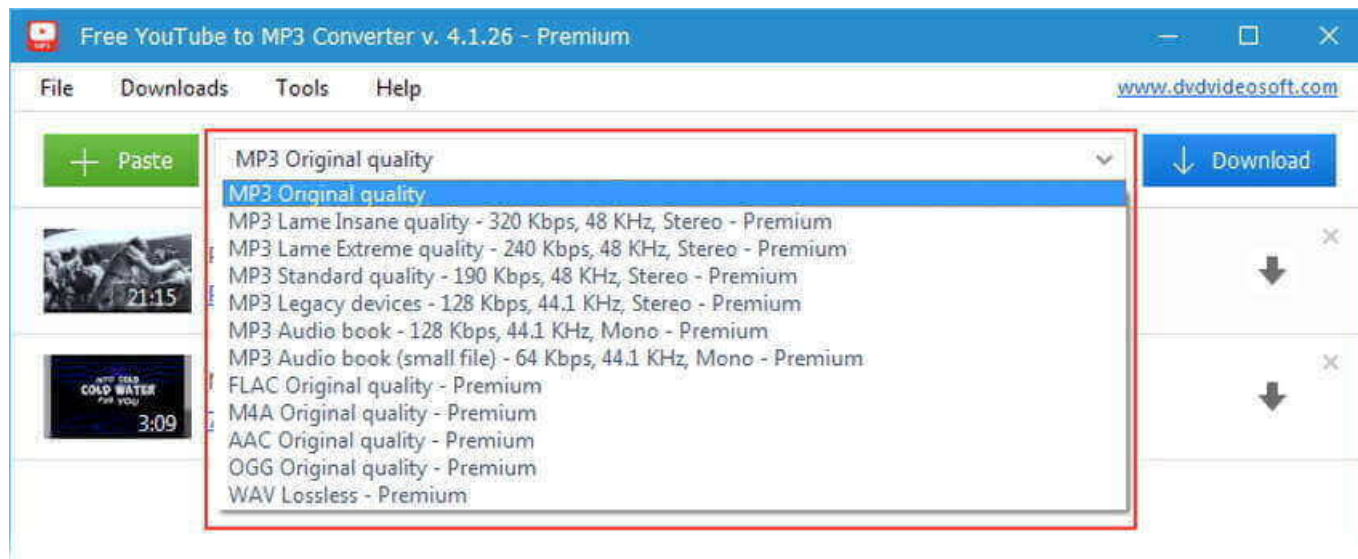 Free YouTube to MP3 Converter v. 4.1.26 - Premium
File Downloads Tools Help www.dvdvideosoft.com
Paste MP3 Original quality Download
MP3 Original quality
MP3 Lame Insane quality - 320 Kbps, 48 KHz, Stereo - Premium
MP3 Lame Extreme quality - 240 Kbps, 48 KHz, Stereo - Premium
MP3 Standard quality - 190 Kbps, 48 KHz, Stereo - Premium
MP3 Legacy devices - 128 Kbps, 44.1 KHz, Stereo - Premium
MP3 Audio book - 128 Kbps, 44.1 KHz, Mono - Premium
MP3 Audio book (small file) - 64 Kbps, 44.1 KHz, Mono - Premium
FLAC Original quality - Premium
M4A Original quality - Premium
AAC Original quality - Premium
OGG Original quality - Premium
WAV Lossless - Premium
21:15
INTO COLD
COLD WATER
FOR YOU
3:09